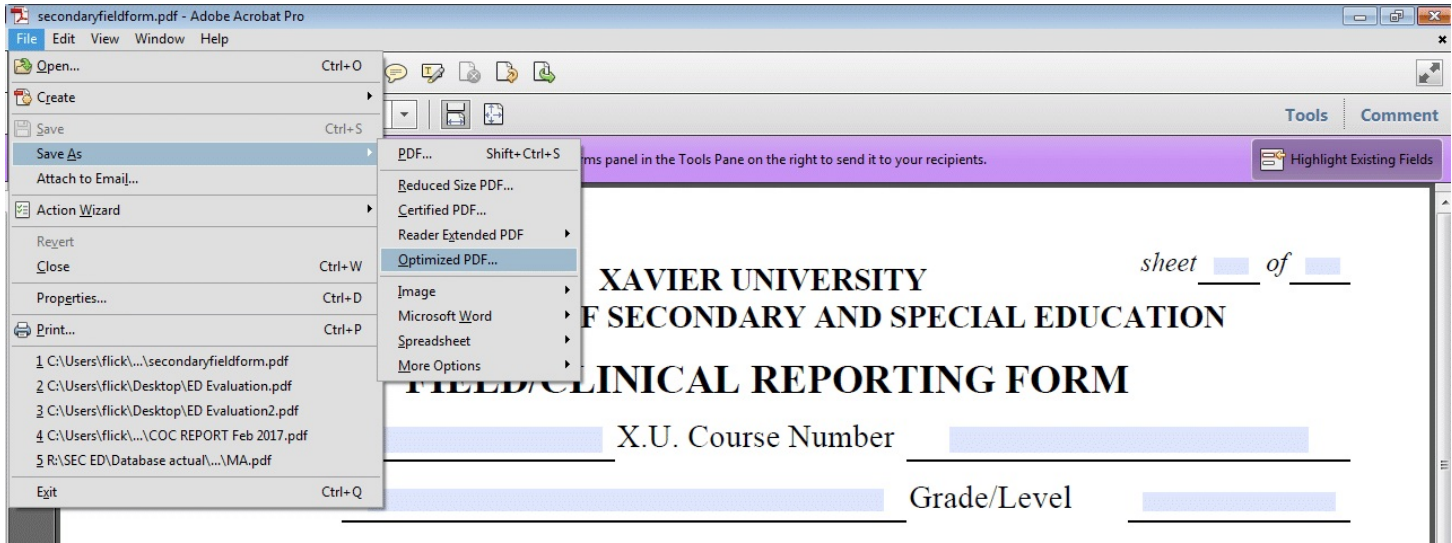 secondaryfieldform.pdf - Adobe Acrobat Pro
File Edit View Window Help
Open... Ctrl+O
Create
Save Ctrl+S
Save As
Attach to Email...
Action Wizard
Revert
Close Ctrl+W
Properties... Ctrl+D
Print... Ctrl+P
1 C:\Users\flick\...\secondaryfieldform.pdf
2 C:\Users\flick\Desktop\ED Evaluation.pdf
3 C:\Users\flick\Desktop\ED Evaluation2.pdf
4 C:\Users\flick\...\COC REPORT Feb 2017.pdf
5 R:\SEC ED\Database actual\...\MA.pdf
Exit Ctrl+Q
PDF... Shift+Ctrl+S
Reduced Size PDF...
Certified PDF...
Reader Extended PDF
Optimized PDF...
Image
Microsoft Word
Spreadsheet
More Options
Tools Comment
panel in the Tools Pane on the right to send it to your recipients.
Highlight Existing Fields
sheet of
XAVIER UNIVERSITY
SECONDARY AND SPECIAL EDUCATION
FIELD/CLINICAL REPORTING FORM
X.U. Course Number
Grade/Level